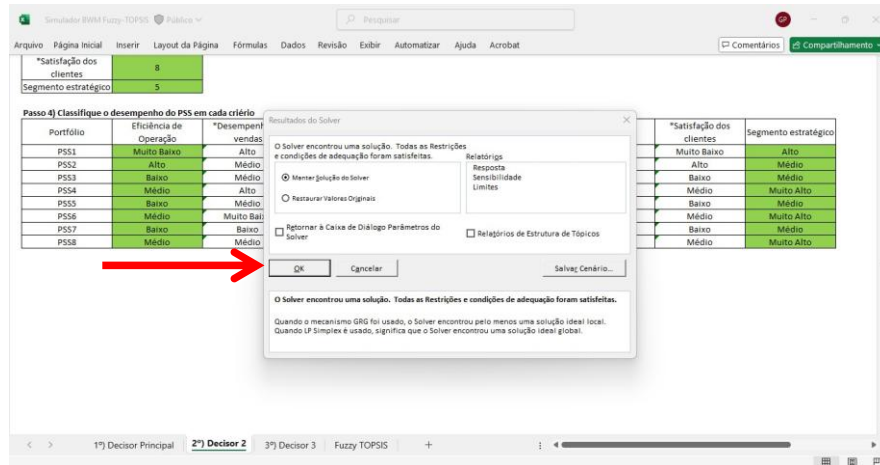 Simulador BWM Fuzzy-TOPSIS Público
Pesquisar
GP
Arquivo Página Inicial Inserir Layout da Página Fórmulas Dados Revisão Exibir Automatizar Ajuda Acrobat
Comentários Compartilhamento
*Satisfação dos
clientes
8
Segmento estratégico 5
Passo 4) Classifique o desempenho do PSS em cada criério
Portfólio
Eficiência de
Operação
*Desempenh
vendas
*Satisfação dos
clientes
Segmento estratégico
PSS1 Muito Baixo Alto Muito Baixo Alto
PSS2 Alto Médio Alto Médio
PSS3 Baixo Médio Baixo Médio
PSS4 Médio Alto Médio Muito Alto
PSS5 Baixo Médio Baixo Médio
PSS6 Médio Muito Baix Médio Muito Alto
PSS7 Baixo Baixo Baixo Médio
PSS8 Médio Médio Médio Muito Alto
Resultados do Solver
O Solver encontrou uma solução. Todas as Restrições
e condições de adequação foram satisfeitas.
Relatórios
Resposta
Sensibilidade
Limites
Manter Solução do Solver
Restaurar Valores Originais
Retornar à Caixa de Diálogo Parâmetros do
Solver
Relatórios de Estrutura de Tópicos
OK Cancelar Salvar Cenário...
O Solver encontrou uma solução. Todas as Restrições e condições de adequação foram satisfeitas.
Quando o mecanismo GRG foi usado, o Solver encontrou pelo menos uma solução ideal local.
Quando LP Simplex é usado, significa que o Solver encontrou uma solução ideal global.
1º) Decisor Principal 2º) Decisor 2 3º) Decisor 3 Fuzzy TOPSIS +